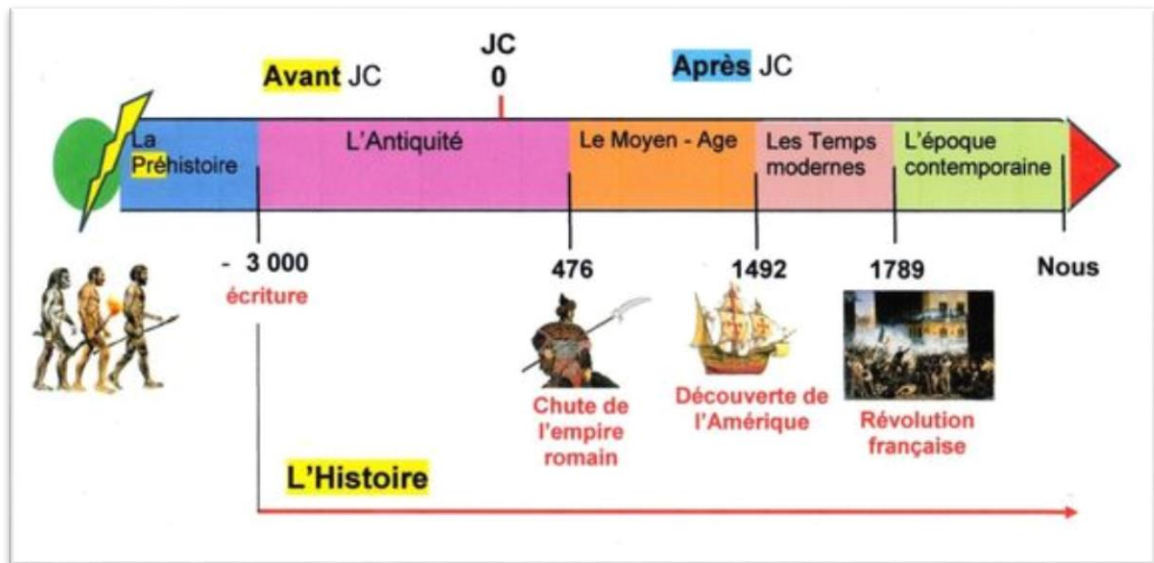 JC
Avant JC
0
Après JC
La
Préhistoire
L'Antiquité
Le Moyen - Age
Les Temps
modernes
L'époque
contemporaine
- 3 000
écriture
476
1492
1789
Nous
Chute de
l'empire
romain
Découverte de
l'Amérique
Révolution
française
L'Histoire